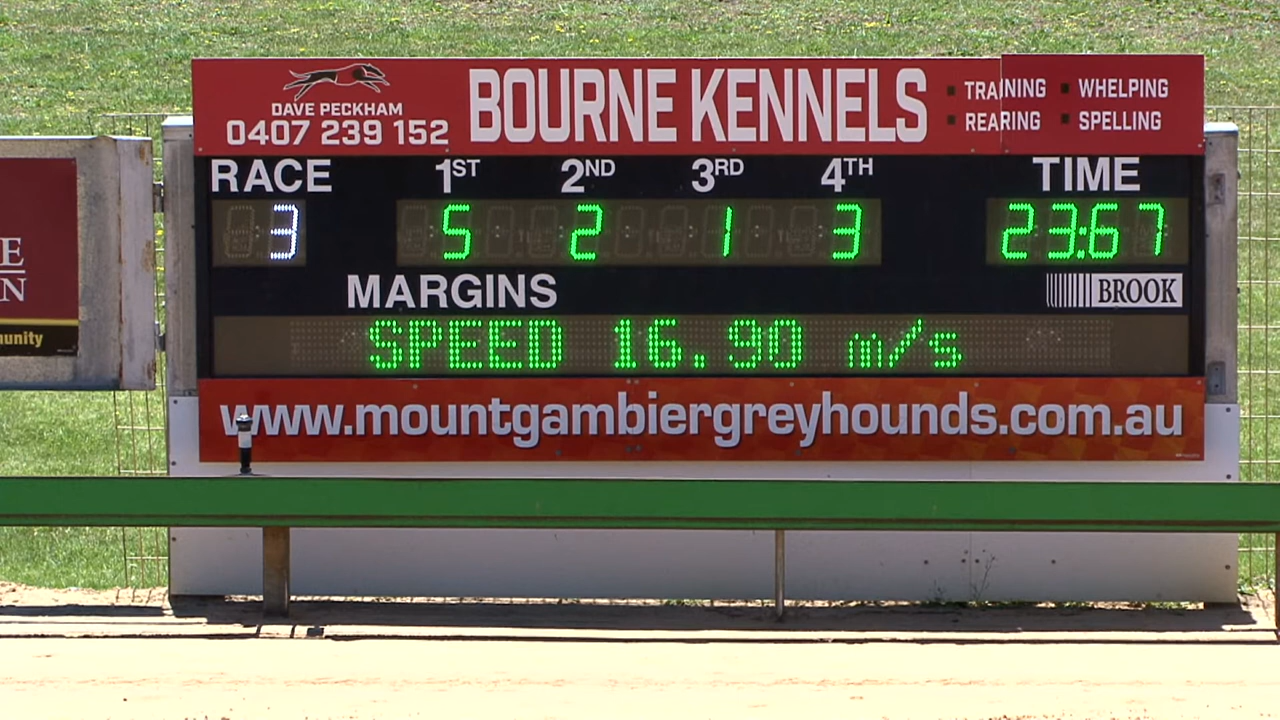 DAVE PECKHAM
0407 239 152
BOURNE KENNELS
▪ TRAINING ▪ WHELPING
▪ REARING ▪ SPELLING
RACE 1ST 2ND 3RD 4TH TIME
3 5 2 1 3 23:67
MARGINS BROOK
SPEED 16.90 m/s
www.mountgambiergreyhounds.com.au
E
N
munity